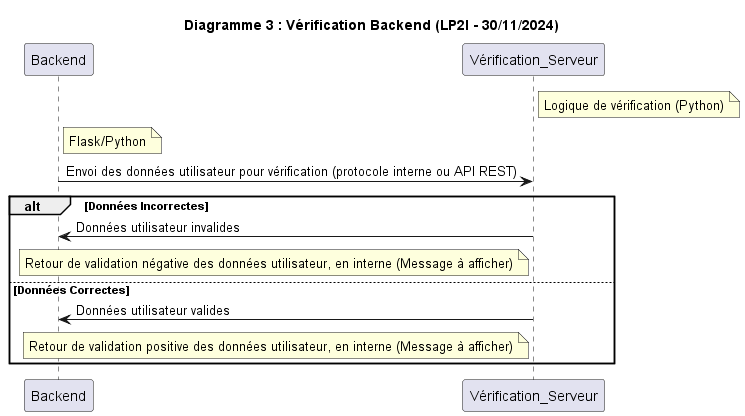 Diagramme 3 : Vérification Backend (LP2I - 30/11/2024)
Backend
Vérification_Serveur
Logique de vérification (Python)
Flask/Python
Envoi des données utilisateur pour vérification (protocole interne ou API REST)
alt [Données Incorrectes]
Données utilisateur invalides
Retour de validation négative des données utilisateur, en interne (Message à afficher)
[Données Correctes]
Données utilisateur valides
Retour de validation positive des données utilisateur, en interne (Message à afficher)
Backend
Vérification_Serveur